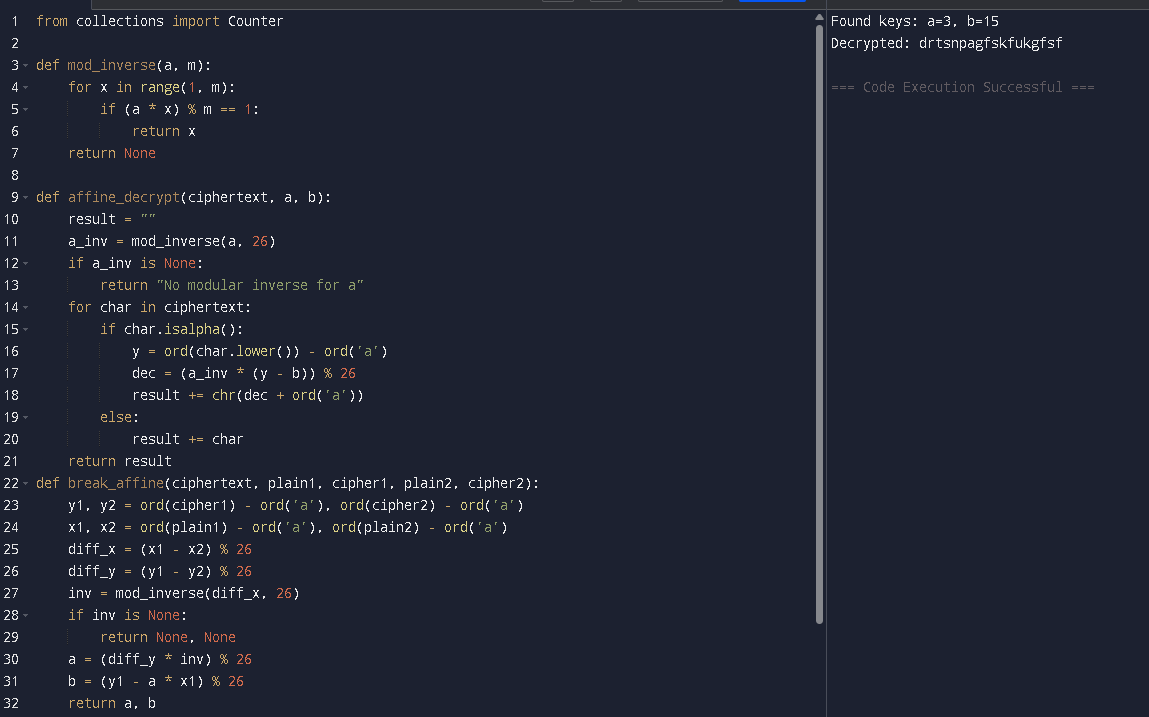 1 from collections import Counter
2
3 def mod_inverse(a, m):
4     for x in range(1, m):
5         if (a * x) % m == 1:
6             return x
7     return None
8
9 def affine_decrypt(ciphertext, a, b):
10     result = ""
11     a_inv = mod_inverse(a, 26)
12     if a_inv is None:
13         return "No modular inverse for a"
14     for char in ciphertext:
15         if char.isalpha():
16             y = ord(char.lower()) - ord('a')
17             dec = (a_inv * (y - b)) % 26
18             result += chr(dec + ord('a'))
19         else:
20             result += char
21     return result
22 def break_affine(ciphertext, plain1, cipher1, plain2, cipher2):
23     y1, y2 = ord(cipher1) - ord('a'), ord(cipher2) - ord('a')
24     x1, x2 = ord(plain1) - ord('a'), ord(plain2) - ord('a')
25     diff_x = (x1 - x2) % 26
26     diff_y = (y1 - y2) % 26
27     inv = mod_inverse(diff_x, 26)
28     if inv is None:
29         return None, None
30     a = (diff_y * inv) % 26
31     b = (y1 - a * x1) % 26
32     return a, b
Found keys: a=3, b=15
Decrypted: drtsnpagfskfukgfsf
=== Code Execution Successful ===